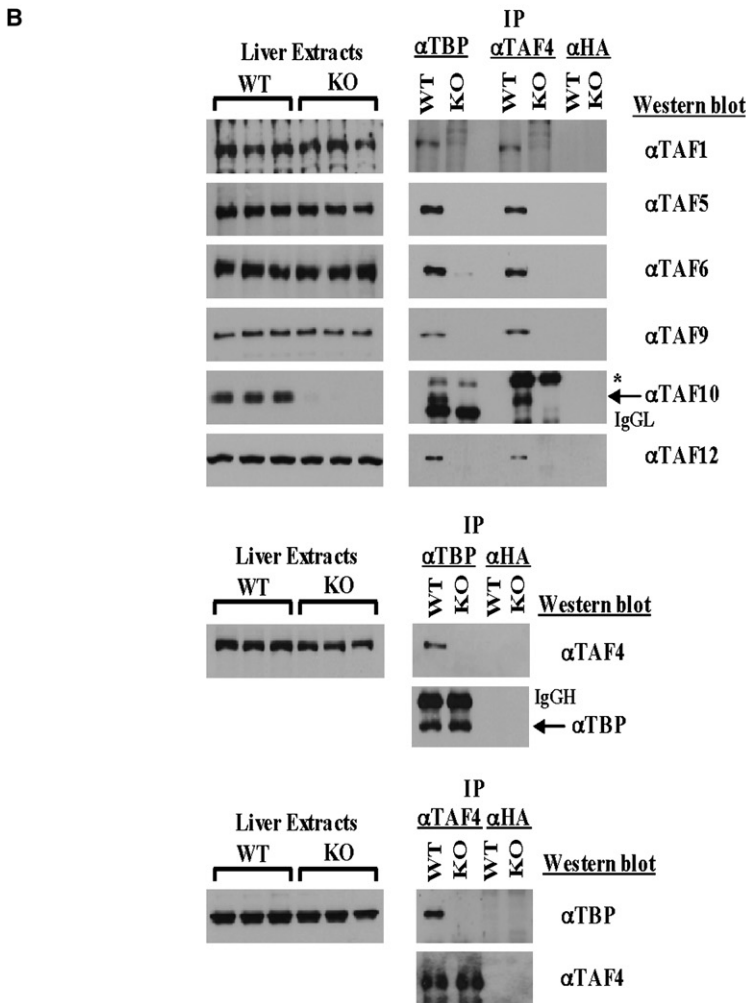 B
IP
Liver Extracts
αTBP αTAF4 αHA
WT KO
WT KO WT KO WT KO
Western blot
αTAF1
αTAF5
αTAF6
αTAF9
*
αTAF10
IgGL
αTAF12
IP
Liver Extracts
αTBP αHA
WT KO
WT KO WT KO
Western blot
αTAF4
IgGH
αTBP
IP
Liver Extracts
αTAF4 αHA
WT KO
WT KO WT KO
Western blot
αTBP
αTAF4